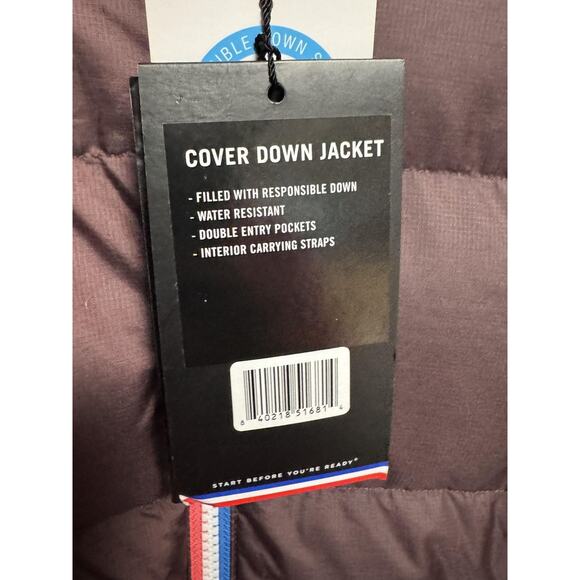 DOWN S
COVER DOWN JACKET
- FILLED WITH RESPONSIBLE DOWN
- WATER RESISTANT
- DOUBLE ENTRY POCKETS
- INTERIOR CARRYING STRAPS
8 40218 51681 4
START BEFORE YOU'RE READY®